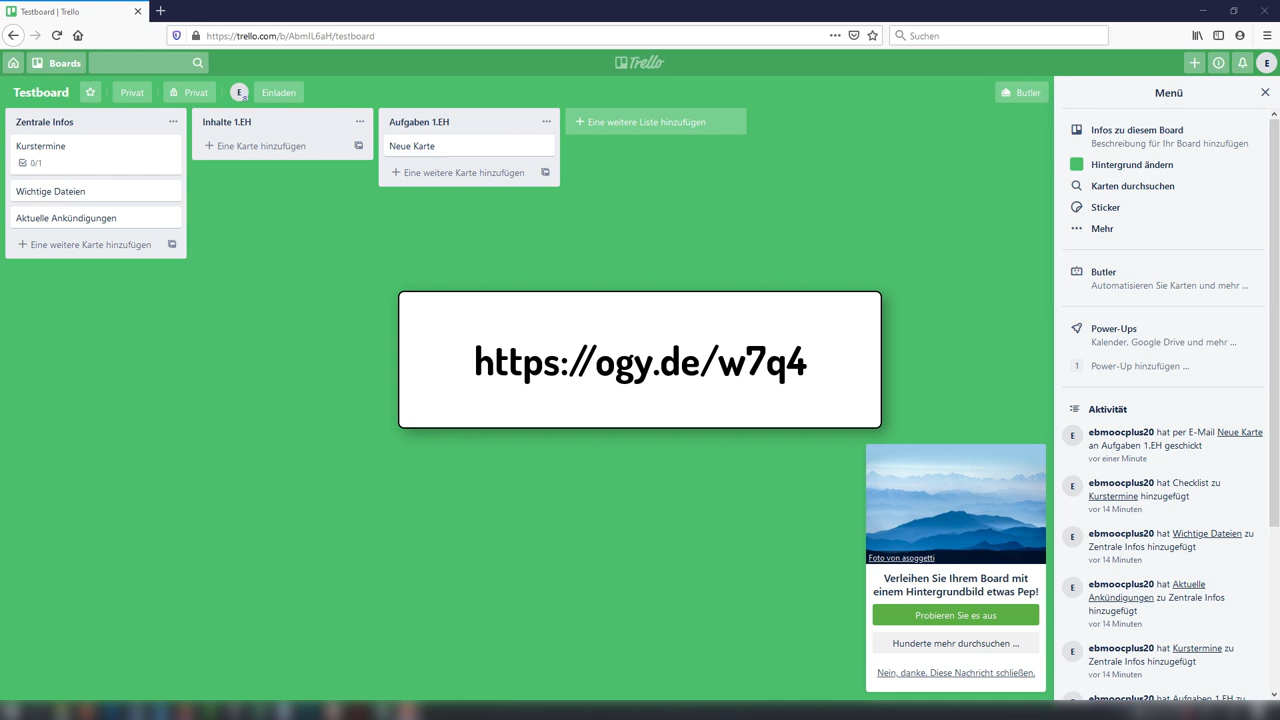 Testboard | Trello
https://trello.com/b/AbmIL6aH/testboard
Suchen
Boards
Trello
E
Testboard
Privat
Privat
E
Einladen
Butler
Zentrale Infos
Kurstermine
0/1
Wichtige Dateien
Aktuelle Ankündigungen
Eine weitere Karte hinzufügen
Inhalte 1.EH
Eine Karte hinzufügen
Aufgaben 1.EH
Neue Karte
Eine weitere Karte hinzufügen
Eine weitere Liste hinzufügen
https://ogy.de/w7q4
Foto von asoggetti
Verleihen Sie Ihrem Board mit
einem Hintergrundbild etwas Pep!
Probieren Sie es aus
Hunderte mehr durchsuchen ...
Nein, danke. Diese Nachricht schließen.
Menü
Infos zu diesem Board
Beschreibung für Ihr Board hinzufügen
Hintergrund ändern
Karten durchsuchen
Sticker
Mehr
Butler
Automatisieren Sie Karten und mehr ...
Power-Ups
Kalender, Google Drive und mehr ...
1 Power-Up hinzufügen ...
Aktivität
E
ebmoocplus20 hat per E-Mail Neue Karte
an Aufgaben 1.EH geschickt
vor einer Minute
E
ebmoocplus20 hat Checklist zu
Kurstermine hinzugefügt
vor 14 Minuten
E
ebmoocplus20 hat Wichtige Dateien zu
Zentrale Infos hinzugefügt
vor 14 Minuten
E
ebmoocplus20 hat Aktuelle
Ankündigungen zu Zentrale Infos
hinzugefügt
vor 14 Minuten
E
ebmoocplus20 hat Kurstermine zu
Zentrale Infos hinzugefügt
vor 14 Minuten
ebmoocplus20 hat Aufgaben 1.EH zu